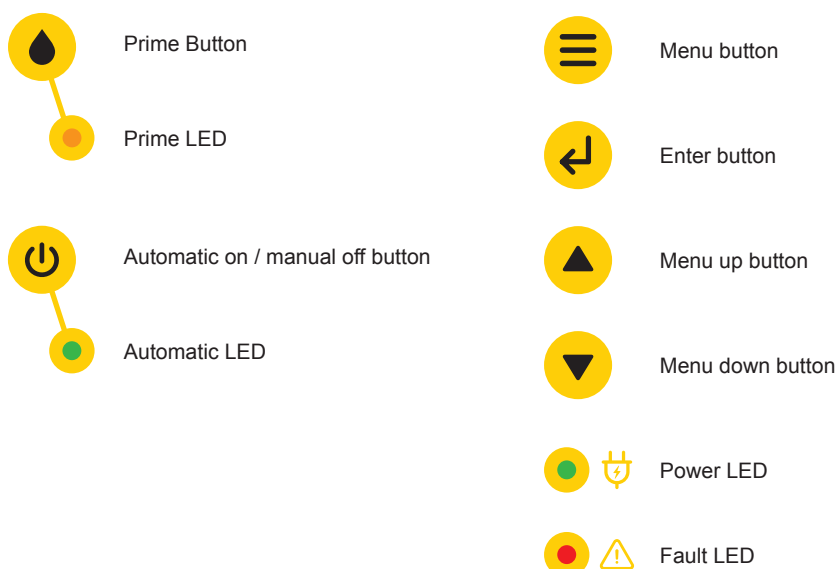 Prime Button
Prime LED
Automatic on / manual off button
Automatic LED
Menu button
Enter button
Menu up button
Menu down button
Power LED
Fault LED